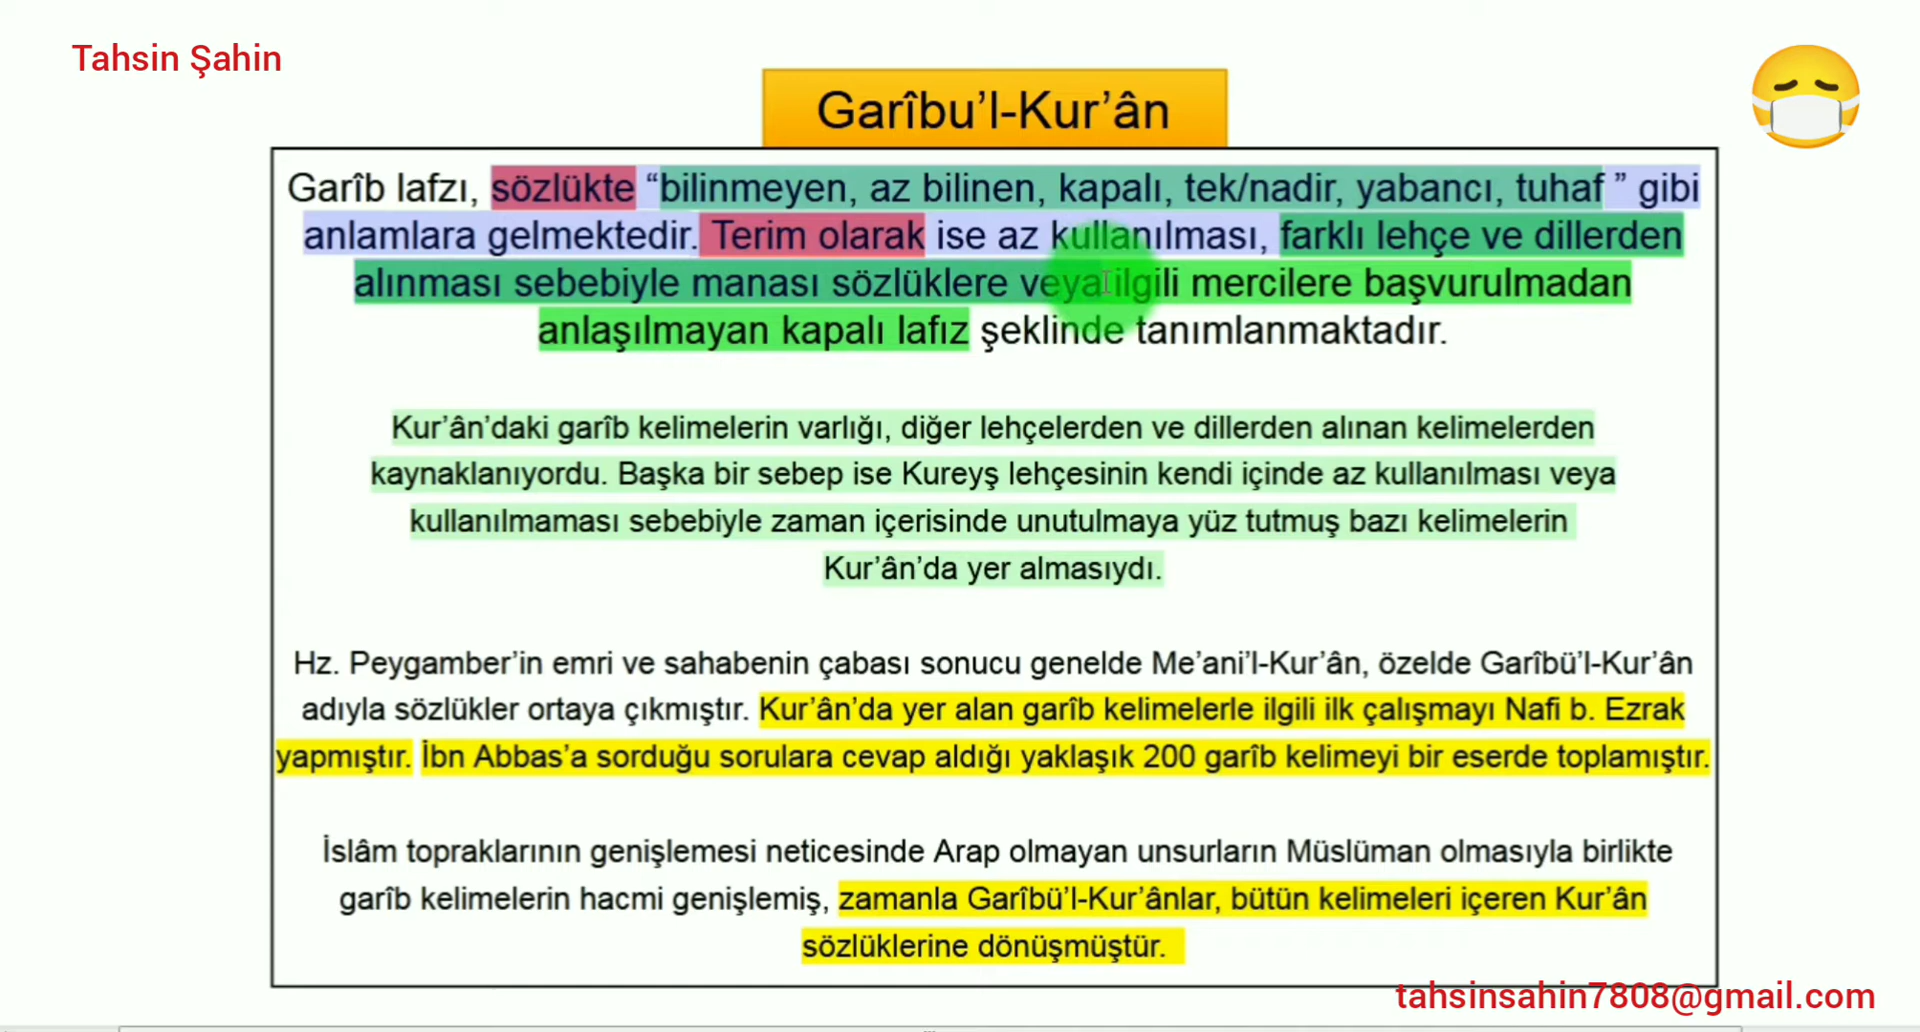 Tahsin Şahin
Garîbu’l-Kur’ân
Garîb lafzı, sözlükte “bilinmeyen, az bilinen, kapalı, tek/nadir, yabancı, tuhaf ” gibi
anlamlara gelmektedir. Terim olarak ise az kullanılması, farklı lehçe ve dillerden
alınması sebebiyle manası sözlüklere veya ilgili mercilere başvurulmadan
anlaşılmayan kapalı lafız şeklinde tanımlanmaktadır.
Kur’ân’daki garîb kelimelerin varlığı, diğer lehçelerden ve dillerden alınan kelimelerden
kaynaklanıyordu. Başka bir sebep ise Kureyş lehçesinin kendi içinde az kullanılması veya
kullanılmaması sebebiyle zaman içerisinde unutulmaya yüz tutmuş bazı kelimelerin
Kur’ân’da yer almasıydı.
Hz. Peygamber’in emri ve sahabenin çabası sonucu genelde Me’ani’l-Kur’ân, özelde Garîbü’l-Kur’ân
adıyla sözlükler ortaya çıkmıştır. Kur’ân’da yer alan garîb kelimelerle ilgili ilk çalışmayı Nafi b. Ezrak
yapmıştır. İbn Abbas’a sorduğu sorulara cevap aldığı yaklaşık 200 garîb kelimeyi bir eserde toplamıştır.
İslâm topraklarının genişlemesi neticesinde Arap olmayan unsurların Müslüman olmasıyla birlikte
garîb kelimelerin hacmi genişlemiş, zamanla Garîbü’l-Kur’ânlar, bütün kelimeleri içeren Kur’ân
sözlüklerine dönüşmüştür.
tahsinsahin7808@gmail.com